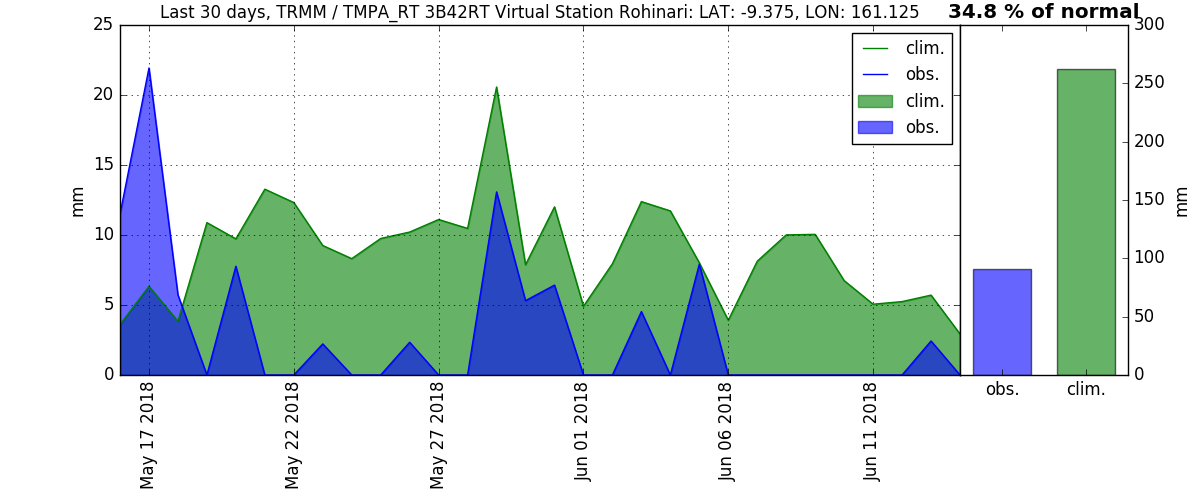 Last 30 days, TRMM / TMPA_RT 3B42RT Virtual Station Rohinari: LAT: -9.375, LON: 161.125
34.8 % of normal
25
20
15
10
5
0
mm
clim.
obs.
clim.
obs.
300
250
200
150
100
50
0
mm
May 17 2018
May 22 2018
May 27 2018
Jun 01 2018
Jun 06 2018
Jun 11 2018
obs.
clim.